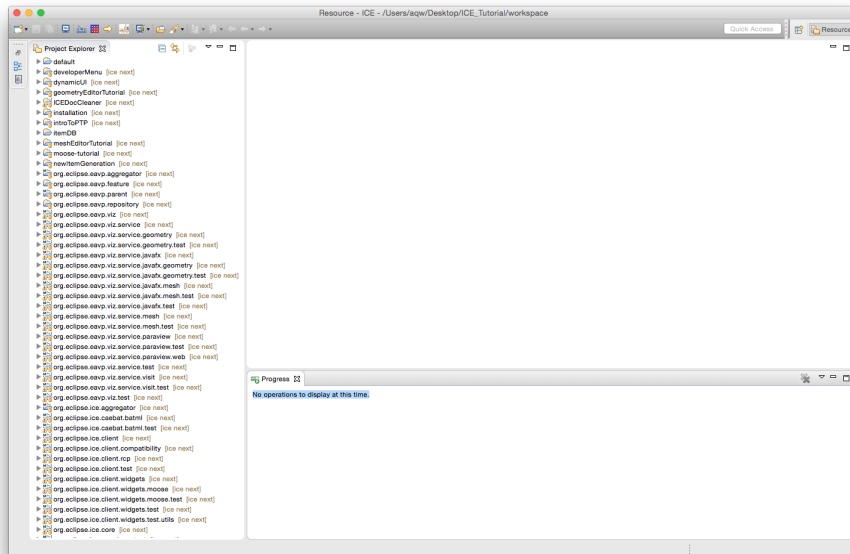 Resource - ICE - /Users/aqw/Desktop/ICE_Tutorial/workspace
Quick Access
Resource
Project Explorer
default
developerMenu [ice next]
dynamicUI [ice next]
geometryEditorTutorial [ice next]
ICEDocCleaner [ice next]
installation [ice next]
introToPTP [ice next]
itemDB
meshEditorTutorial [ice next]
moose-tutorial [ice next]
newItemGeneration [ice next]
org.eclipse.eavp.aggregator [ice next]
org.eclipse.eavp.feature [ice next]
org.eclipse.eavp.parent [ice next]
org.eclipse.eavp.repository [ice next]
org.eclipse.eavp.viz [ice next]
org.eclipse.eavp.viz.service [ice next]
org.eclipse.eavp.viz.service.geometry [ice next]
org.eclipse.eavp.viz.service.geometry.test [ice next]
org.eclipse.eavp.viz.service.javafx [ice next]
org.eclipse.eavp.viz.service.javafx.geometry [ice next]
org.eclipse.eavp.viz.service.javafx.geometry.test [ice next]
org.eclipse.eavp.viz.service.javafx.mesh [ice next]
org.eclipse.eavp.viz.service.javafx.mesh.test [ice next]
org.eclipse.eavp.viz.service.javafx.test [ice next]
org.eclipse.eavp.viz.service.mesh [ice next]
org.eclipse.eavp.viz.service.mesh.test [ice next]
org.eclipse.eavp.viz.service.paraview [ice next]
org.eclipse.eavp.viz.service.paraview.test [ice next]
org.eclipse.eavp.viz.service.paraview.web [ice next]
org.eclipse.eavp.viz.service.test [ice next]
org.eclipse.eavp.viz.service.visit [ice next]
org.eclipse.eavp.viz.service.visit.test [ice next]
org.eclipse.eavp.viz.test [ice next]
org.eclipse.ice.aggregator [ice next]
org.eclipse.ice.caebat.batml [ice next]
org.eclipse.ice.caebat.batml.test [ice next]
org.eclipse.ice.client [ice next]
org.eclipse.ice.client.compatibility [ice next]
org.eclipse.ice.client.rcp [ice next]
org.eclipse.ice.client.test [ice next]
org.eclipse.ice.client.widgets [ice next]
org.eclipse.ice.client.widgets.moose [ice next]
org.eclipse.ice.client.widgets.moose.test [ice next]
org.eclipse.ice.client.widgets.test [ice next]
org.eclipse.ice.client.widgets.test.utils [ice next]
org.eclipse.ice.core [ice next]
Progress
No operations to display at this time.